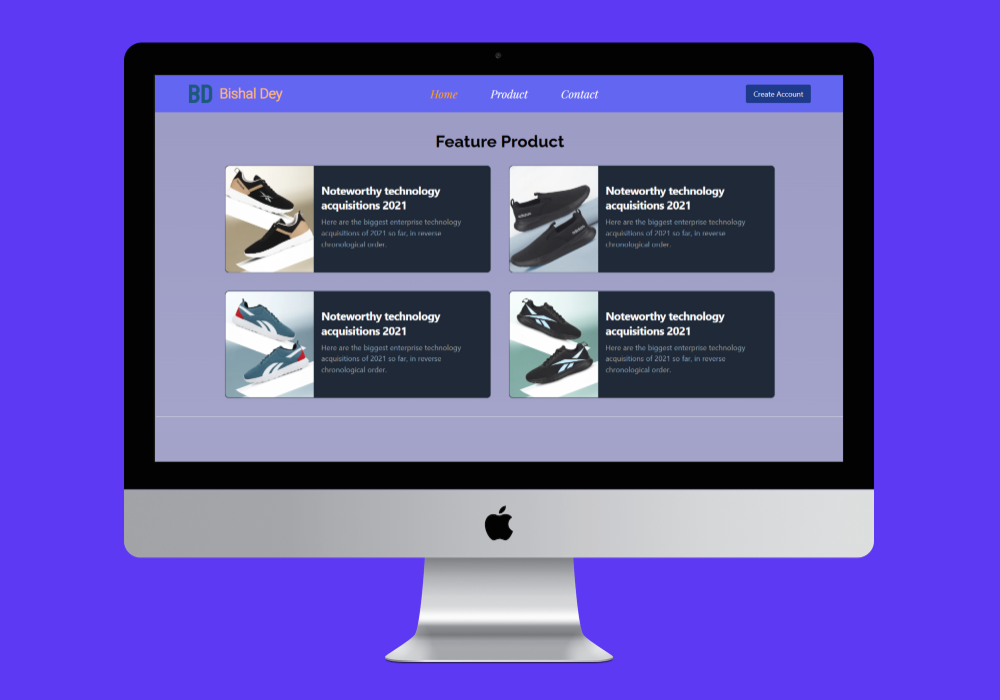 BD Bishal Dey Home Product Contact Create Account
Feature Product
Noteworthy technology
acquisitions 2021
Here are the biggest enterprise technology
acquisitions of 2021 so far, in reverse
chronological order.
Noteworthy technology
acquisitions 2021
Here are the biggest enterprise technology
acquisitions of 2021 so far, in reverse
chronological order.
Noteworthy technology
acquisitions 2021
Here are the biggest enterprise technology
acquisitions of 2021 so far, in reverse
chronological order.
Noteworthy technology
acquisitions 2021
Here are the biggest enterprise technology
acquisitions of 2021 so far, in reverse
chronological order.